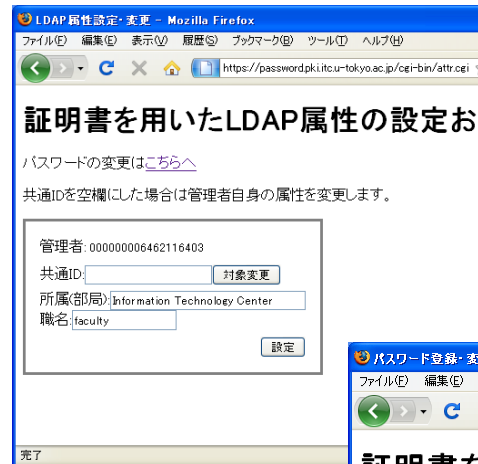 LDAP属性設定・変更 - Mozilla Firefox
ファイル(F) 編集(E) 表示(V) 履歴(S) ブックマーク(B) ツール(T) ヘルプ(H)
https://password.pki.itc.u-tokyo.ac.jp/cgi-bin/attr.cgi
証明書を用いたLDAP属性の設定お
パスワードの変更はこちらへ
共通IDを空欄にした場合は管理者自身の属性を変更します。
管理者: 000000006462116403
共通ID: 対象変更
所属(部局): Information Technology Center
職名: faculty
設定
完了
パスワード登録・変
ファイル(F) 編集(E)
証明書を